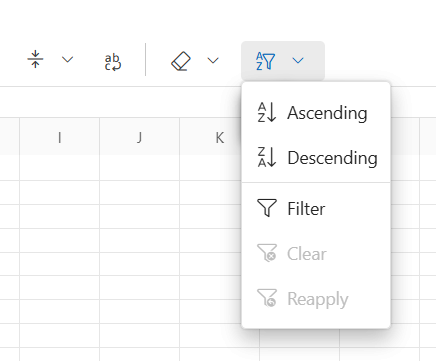 ab
c
A
Z
I
J
K
A
Z
Ascending
Z
A
Descending
Filter
Clear
Reapply